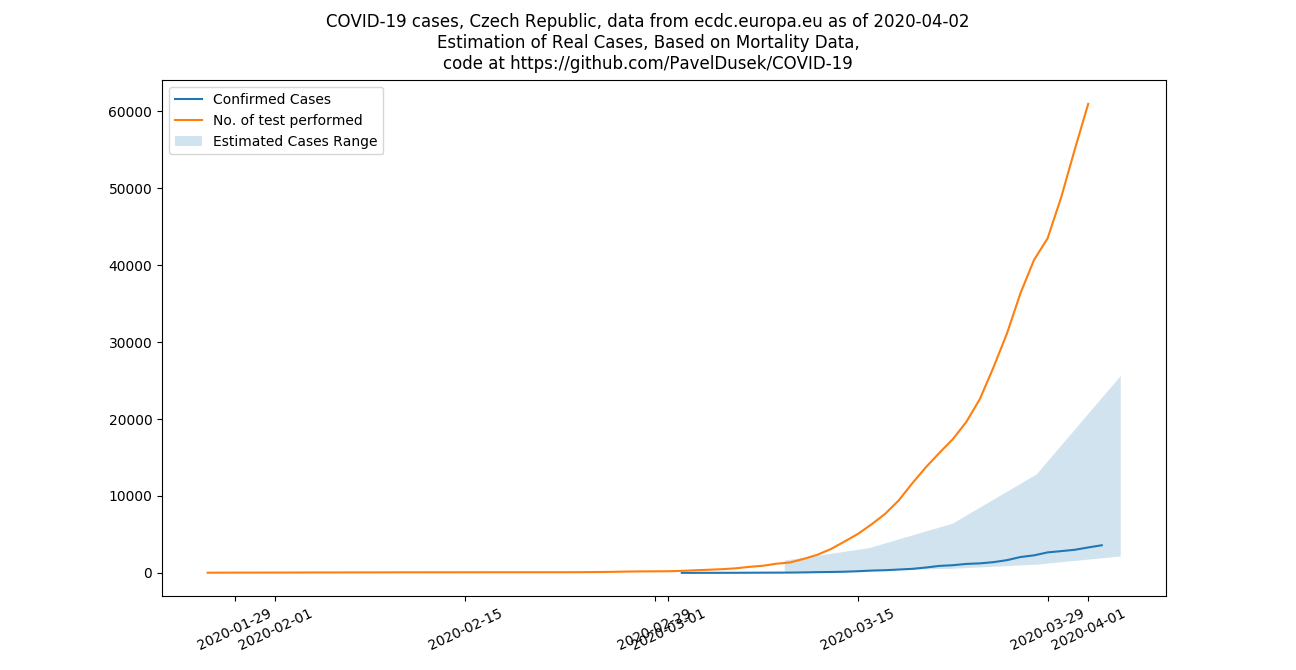 COVID-19 cases, Czech Republic, data from ecdc.europa.eu as of 2020-04-02
Estimation of Real Cases, Based on Mortality Data,
code at https://github.com/PavelDusek/COVID-19
Confirmed Cases
No. of test performed
Estimated Cases Range
60000
50000
40000
30000
20000
10000
0
2020-01-29
2020-02-01
2020-02-15
2020-02-29
2020-03-01
2020-03-15
2020-03-29
2020-04-01